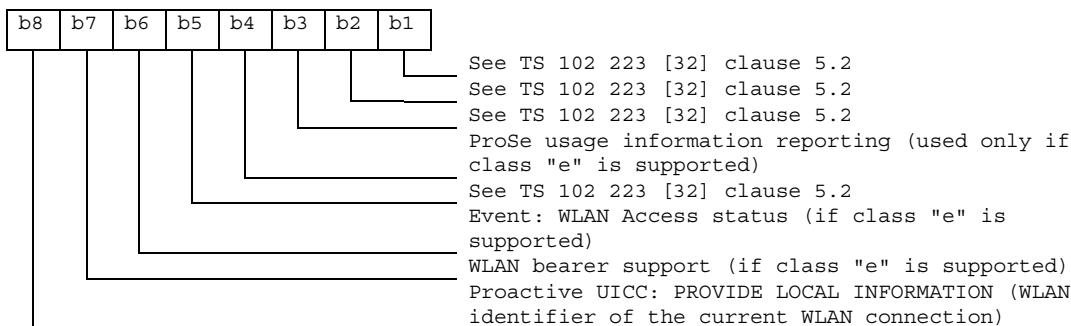 b8 b7 b6 b5 b4 b3 b2 b1
See TS 102 223 [32] clause 5.2
See TS 102 223 [32] clause 5.2
See TS 102 223 [32] clause 5.2
ProSe usage information reporting (used only if
class "e" is supported)
See TS 102 223 [32] clause 5.2
Event: WLAN Access status (if class "e" is
supported)
WLAN bearer support (if class "e" is supported)
Proactive UICC: PROVIDE LOCAL INFORMATION (WLAN
identifier of the current WLAN connection)